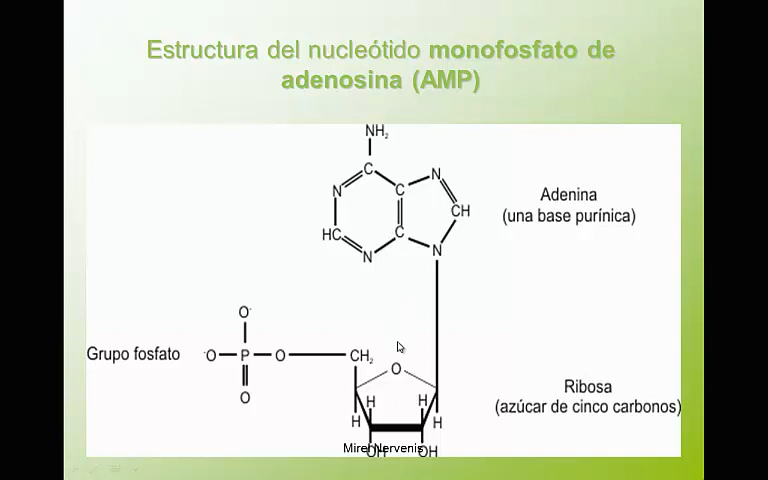 Estructura del nucleótido monofosfato de
adenosina (AMP)
NH₂
C
N
C
N
CH
HC
N
C
N
Adenina
(una base purínica)
O⁻
Grupo fosfato
⁻O
P
O
CH₂
O
O
Ribosa
(azúcar de cinco carbonos)
H
H
H
H
OH
OH
Mirel Nervenis